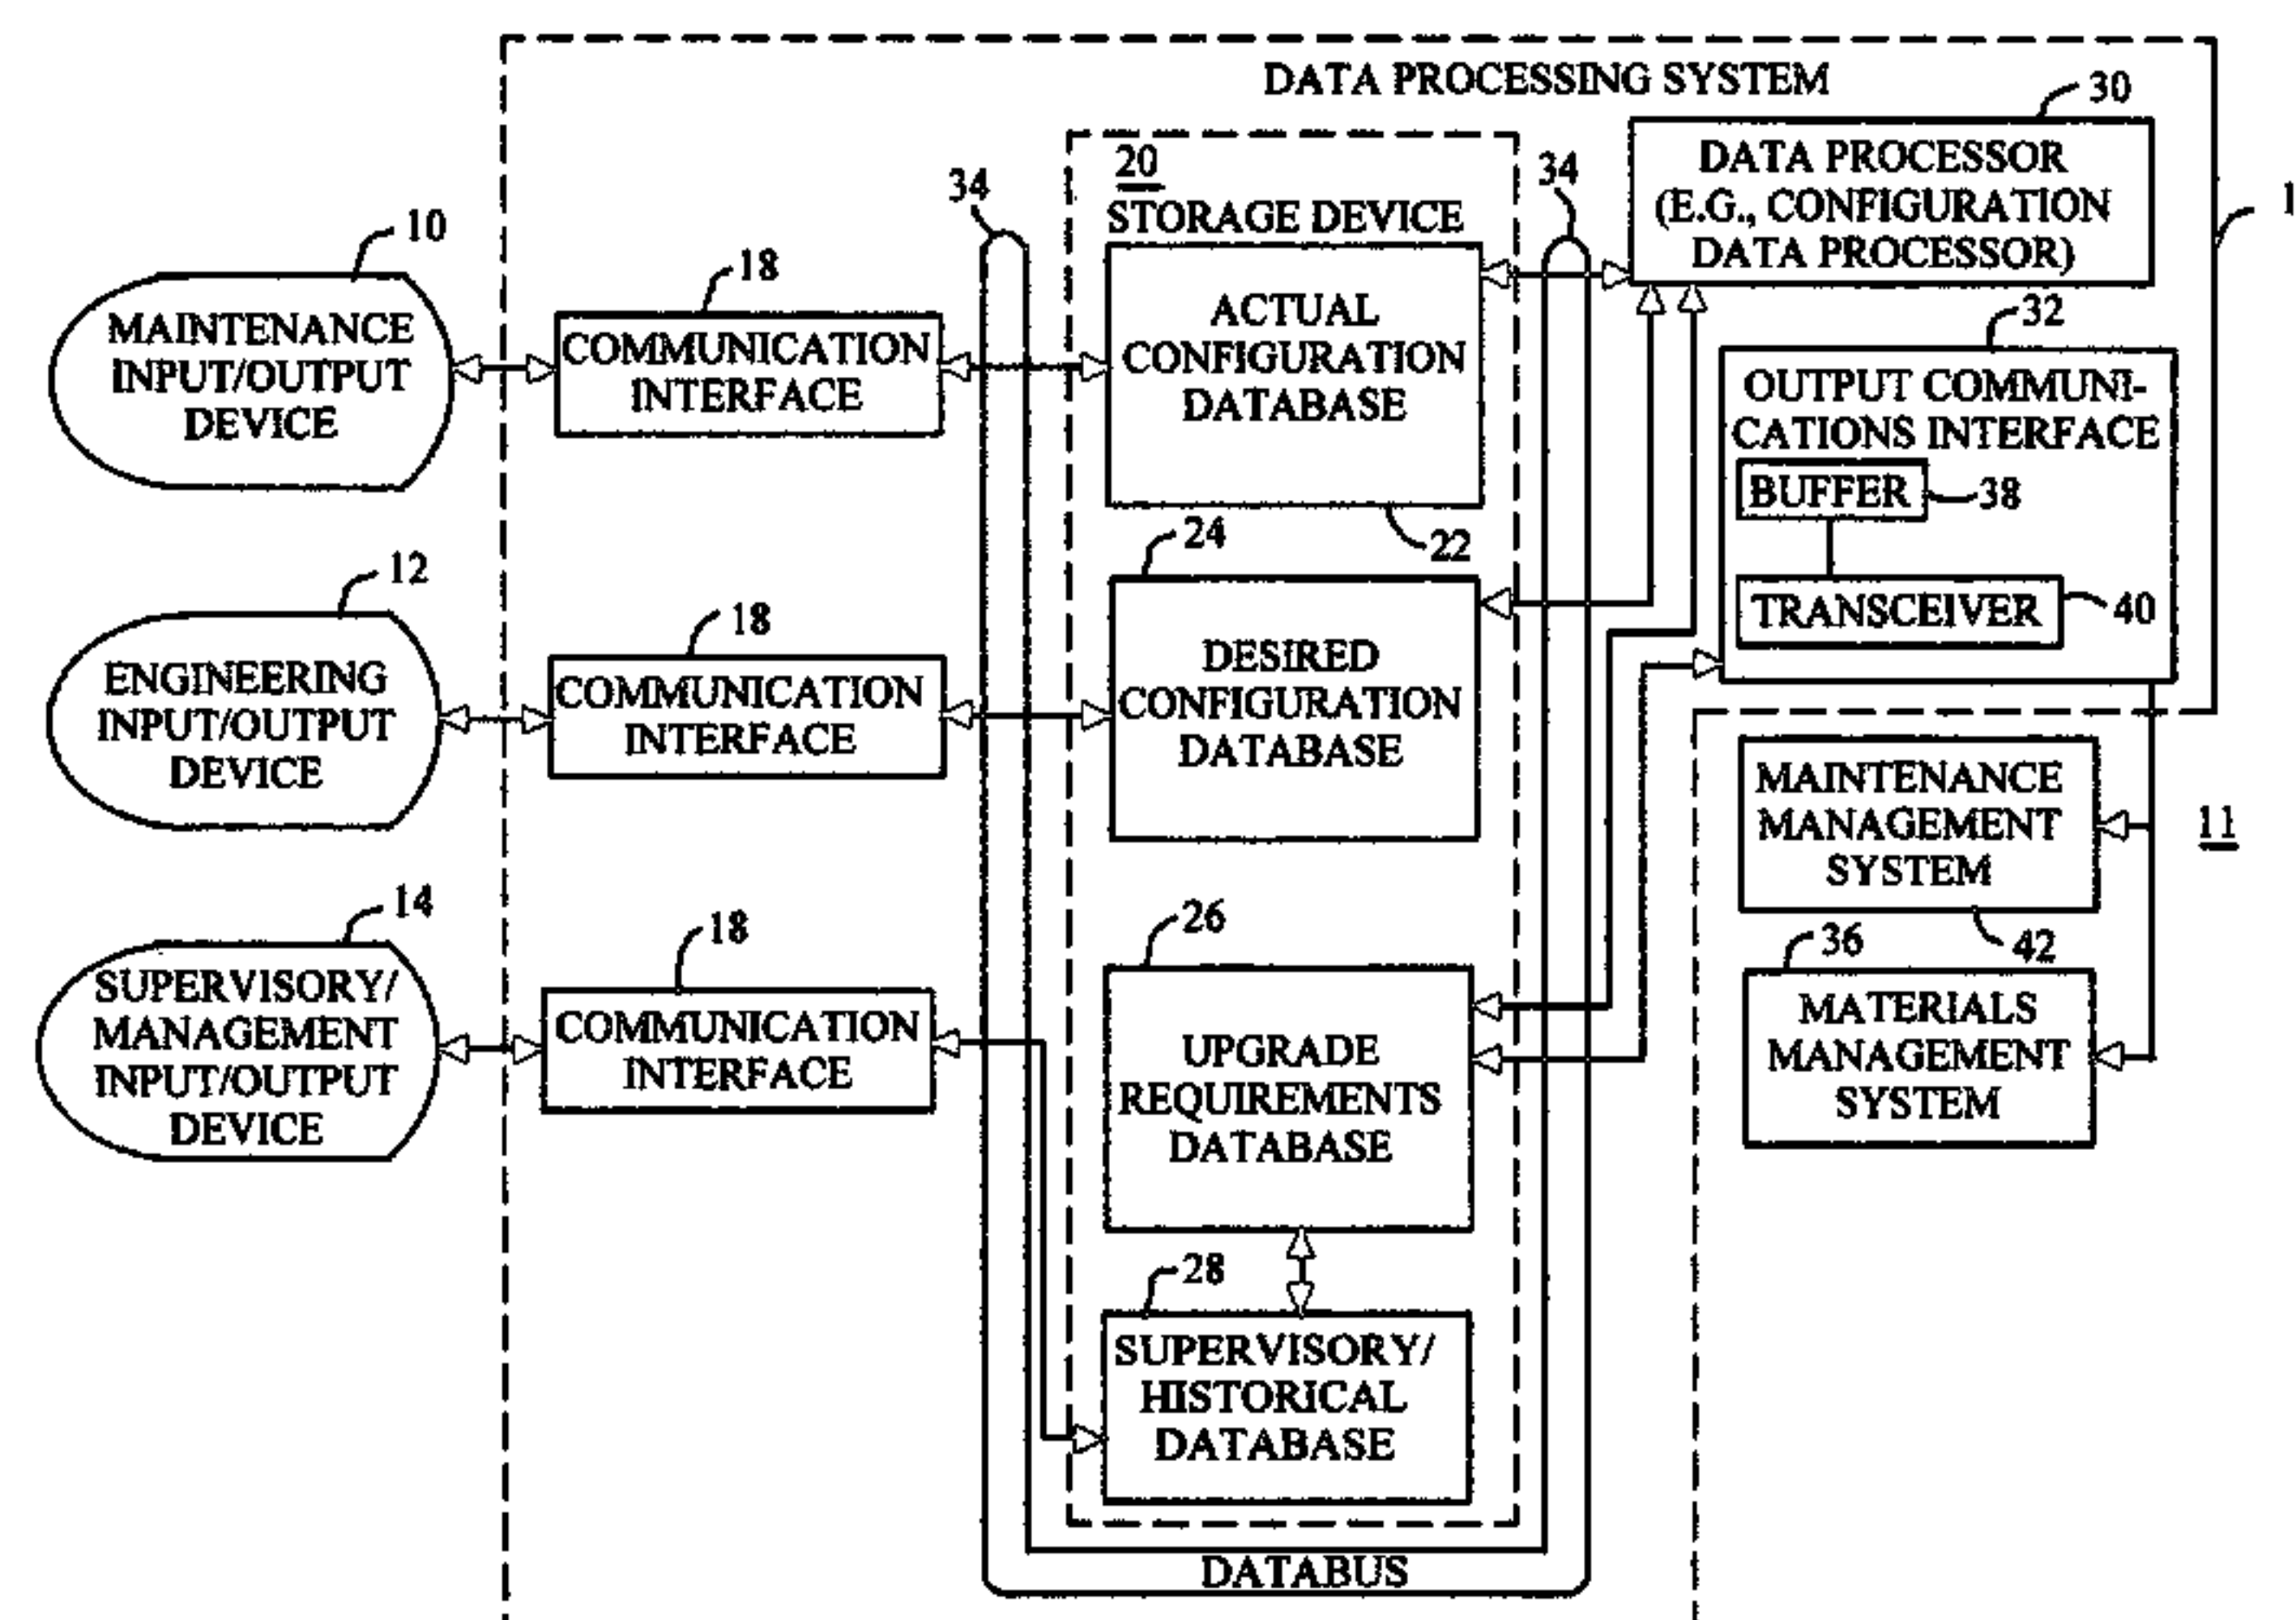 DATA PROCESSING SYSTEM
30
DATA PROCESSOR
(E.G., CONFIGURATION
DATA PROCESSOR)
1
20
STORAGE DEVICE
34
34
10
MAINTENANCE
INPUT/OUTPUT
DEVICE
18
COMMUNICATION
INTERFACE
ACTUAL
CONFIGURATION
DATABASE
22
32
OUTPUT COMMUNI-
CATIONS INTERFACE
BUFFER
38
TRANSCEIVER
40
12
ENGINEERING
INPUT/OUTPUT
DEVICE
18
COMMUNICATION
INTERFACE
24
DESIRED
CONFIGURATION
DATABASE
MAINTENANCE
MANAGEMENT
SYSTEM
42
11
14
SUPERVISORY/
MANAGEMENT
INPUT/OUTPUT
DEVICE
18
COMMUNICATION
INTERFACE
26
UPGRADE
REQUIREMENTS
DATABASE
36
MATERIALS
MANAGEMENT
SYSTEM
28
SUPERVISORY/
HISTORICAL
DATABASE
DATABUS